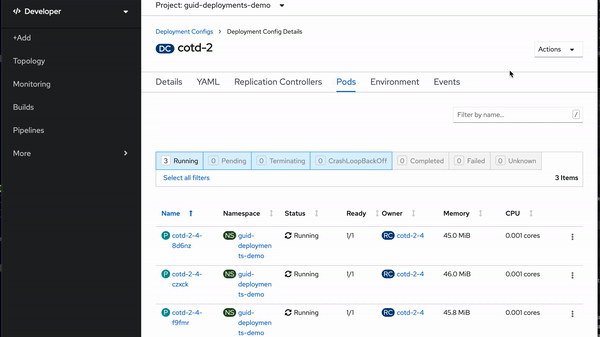 Developer
Project: guid-deployments-demo
+Add
Topology
Monitoring
Builds
Pipelines
More
Deployment Configs > Deployment Config Details
DC cotd-2
Actions
Details YAML Replication Controllers Pods Environment Events
Filter by name... /
3 Running 0 Pending 0 Terminating 0 CrashLoopBackOff 0 Completed 0 Failed 0 Unknown
Select all filters 3 Items
Name Namespace Status Ready Owner Memory CPU
P cotd-2-4- NS guid- Running 1/1 RC cotd-2-4 45.0 MiB 0.001 cores
8d6nz deploymen
ts-demo
P cotd-2-4- NS guid- Running 1/1 RC cotd-2-4 46.0 MiB 0.001 cores
czxck deploymen
ts-demo
P cotd-2-4- NS guid- Running 1/1 RC cotd-2-4 45.8 MiB 0.001 cores
f9fmr deploymen
ts-demo